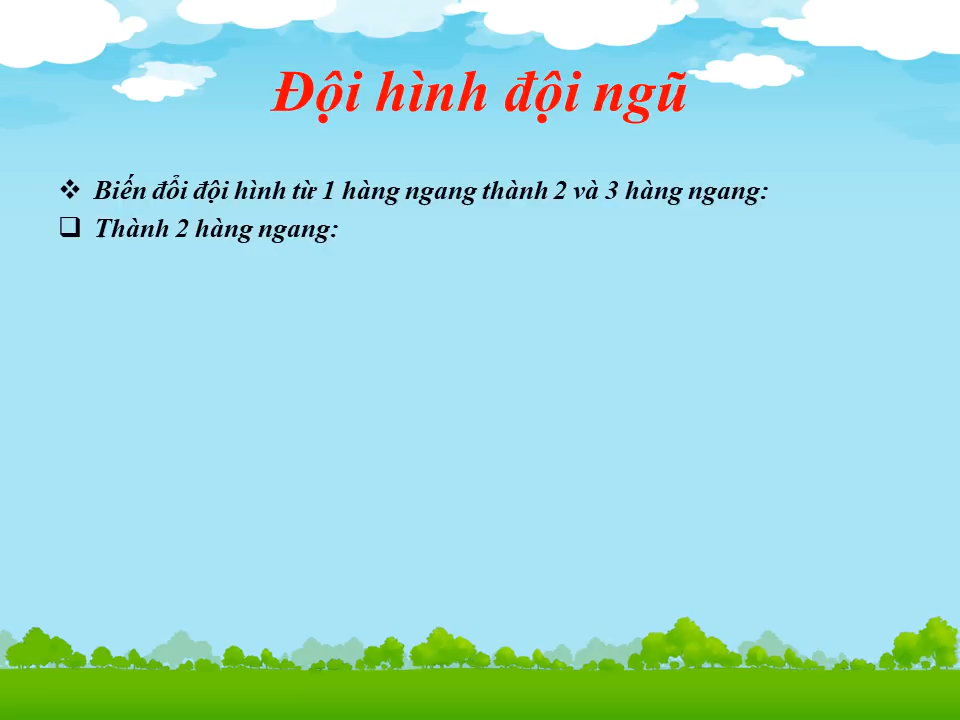 Đội hình đội ngũ
Biến đổi đội hình từ 1 hàng ngang thành 2 và 3 hàng ngang:
Thành 2 hàng ngang: